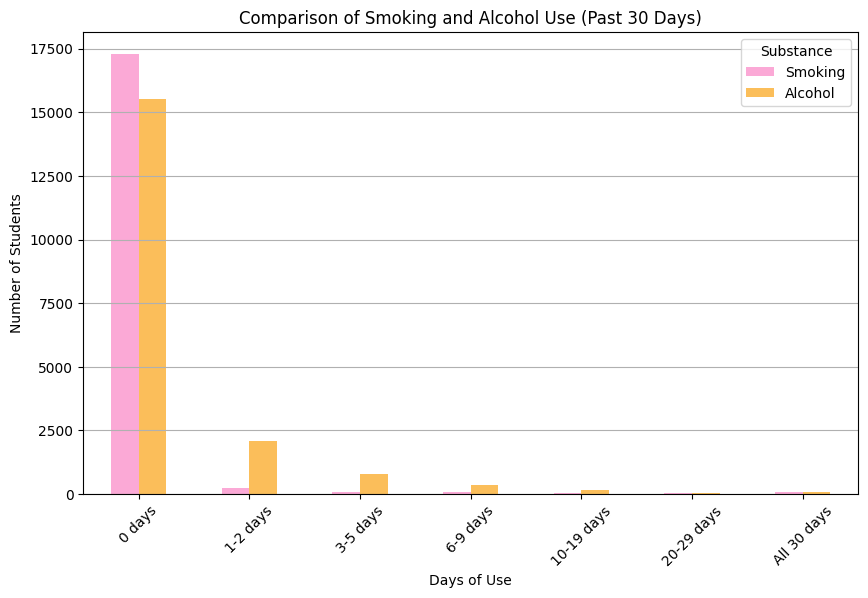 Comparison of Smoking and Alcohol Use (Past 30 Days)
Substance
Smoking
Alcohol
Number of Students
17500
15000
12500
10000
7500
5000
2500
0
0 days
1-2 days
3-5 days
6-9 days
10-19 days
20-29 days
All 30 days
Days of Use